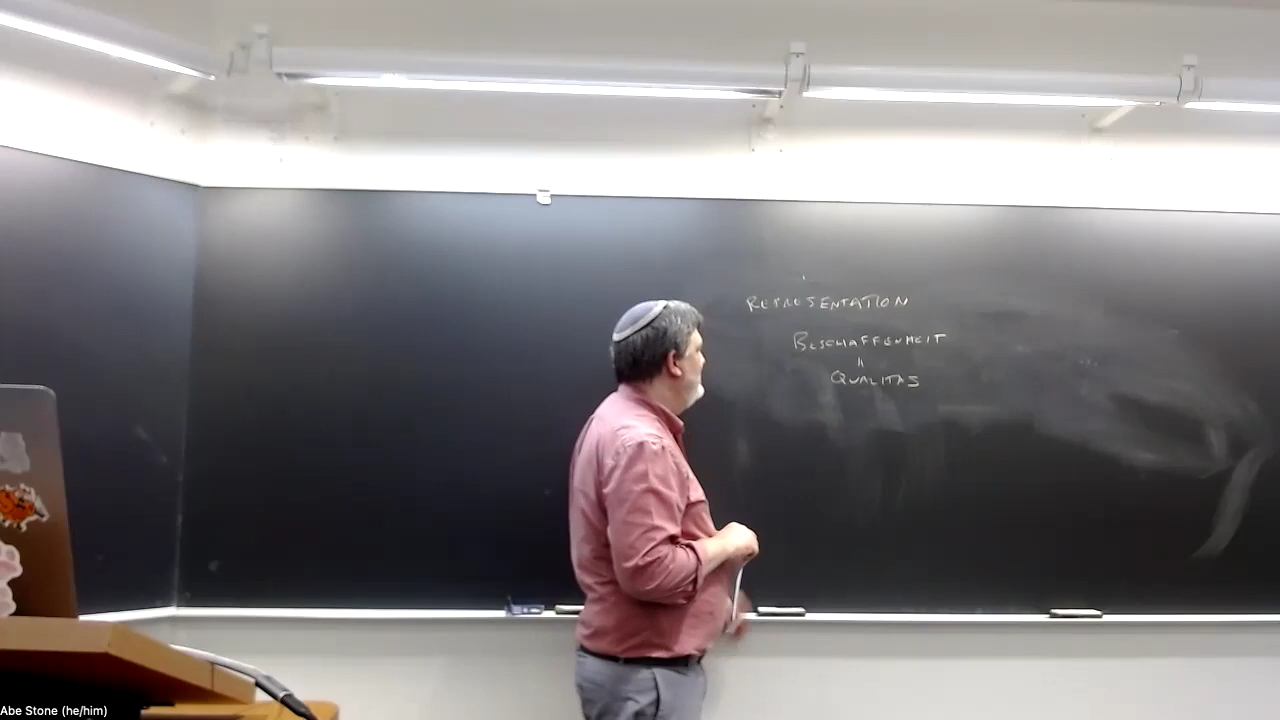 REPRESENTATION
BESCHAFFENHEIT
"
QUALITAS
Abe Stone (he/him)